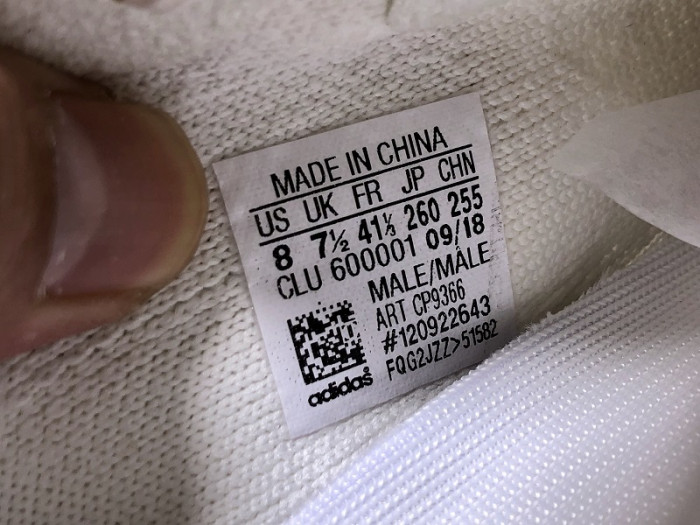 MADE IN CHINA
US UK FR JP CHN
8 7½ 41⅓ 260 255
CLU 600001 09/18
MALE/MÂLE
ART CP9366
#120922643
FQG2JZZ>51582
adidas